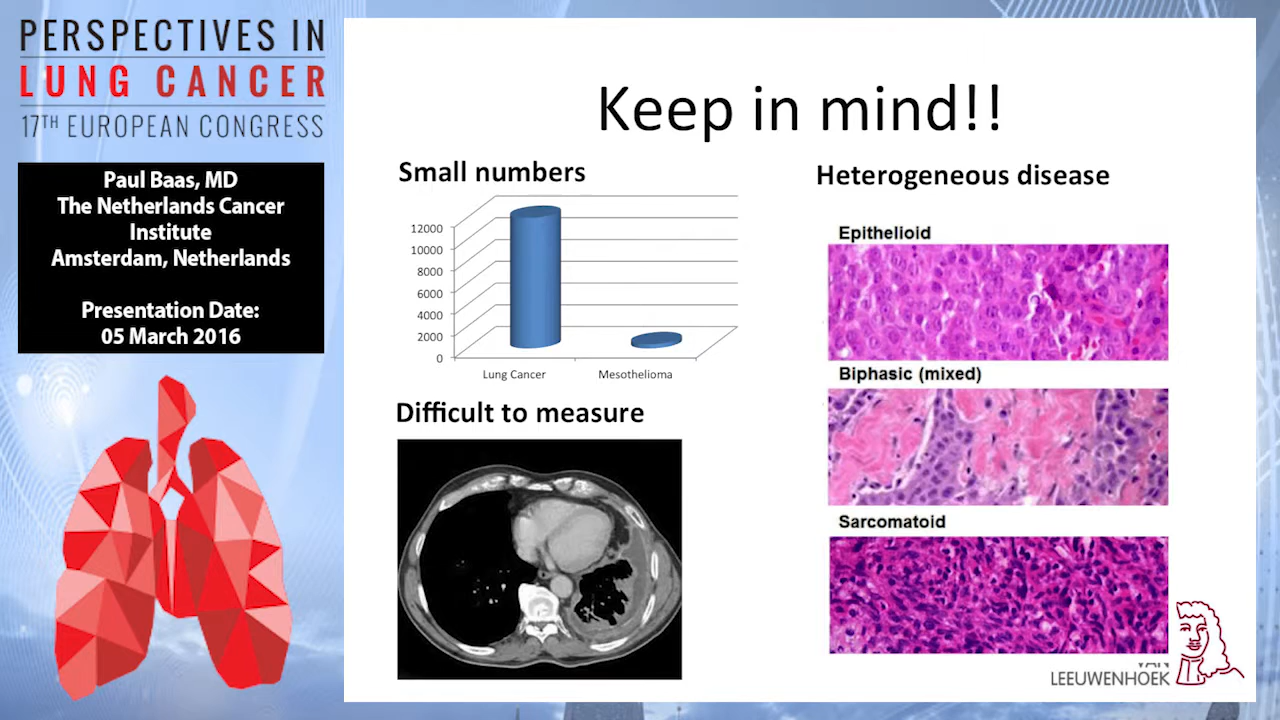 PERSPECTIVES IN
LUNG CANCER
17TH EUROPEAN CONGRESS
Paul Baas, MD
The Netherlands Cancer
Institute
Amsterdam, Netherlands
Presentation Date:
05 March 2016
Keep in mind!!
Small numbers
12000
10000
8000
6000
4000
2000
0
Lung Cancer
Mesothelioma
Difficult to measure
Heterogeneous disease
Epithelioid
Biphasic (mixed)
Sarcomatoid
LEEUWENHOEK